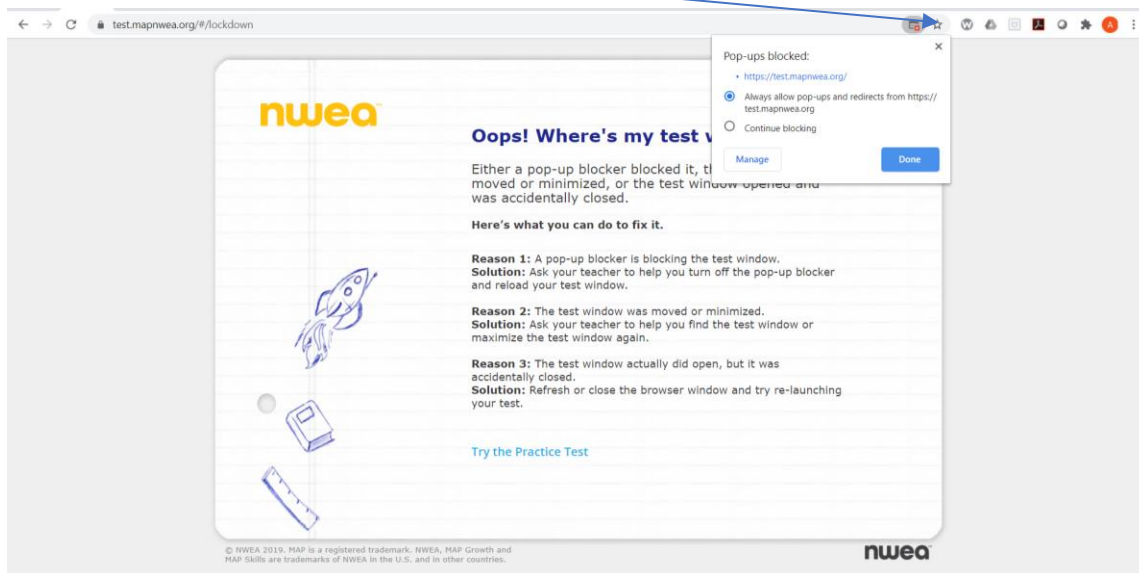 test.mapnwea.org/#/lockdown
A
Pop-ups blocked:
• https://test.mapnwea.org/
Always allow pop-ups and redirects from https://
test.mapnwea.org
Continue blocking
Manage
Done
nwea
Oops! Where's my test
Either a pop-up blocker blocked it,
moved or minimized, or the test window opened and
was accidentally closed.
Here's what you can do to fix it.
Reason 1: A pop-up blocker is blocking the test window.
Solution: Ask your teacher to help you turn off the pop-up blocker
and reload your test window.
Reason 2: The test window was moved or minimized.
Solution: Ask your teacher to help you find the test window or
maximize the test window again.
Reason 3: The test window actually did open, but it was
accidentally closed.
Solution: Refresh or close the browser window and try re-launching
your test.
Try the Practice Test
© NWEA 2019. MAP is a registered trademark. NWEA, MAP Growth and
MAP Skills are trademarks of NWEA in the U.S. and in other countries.
nwea